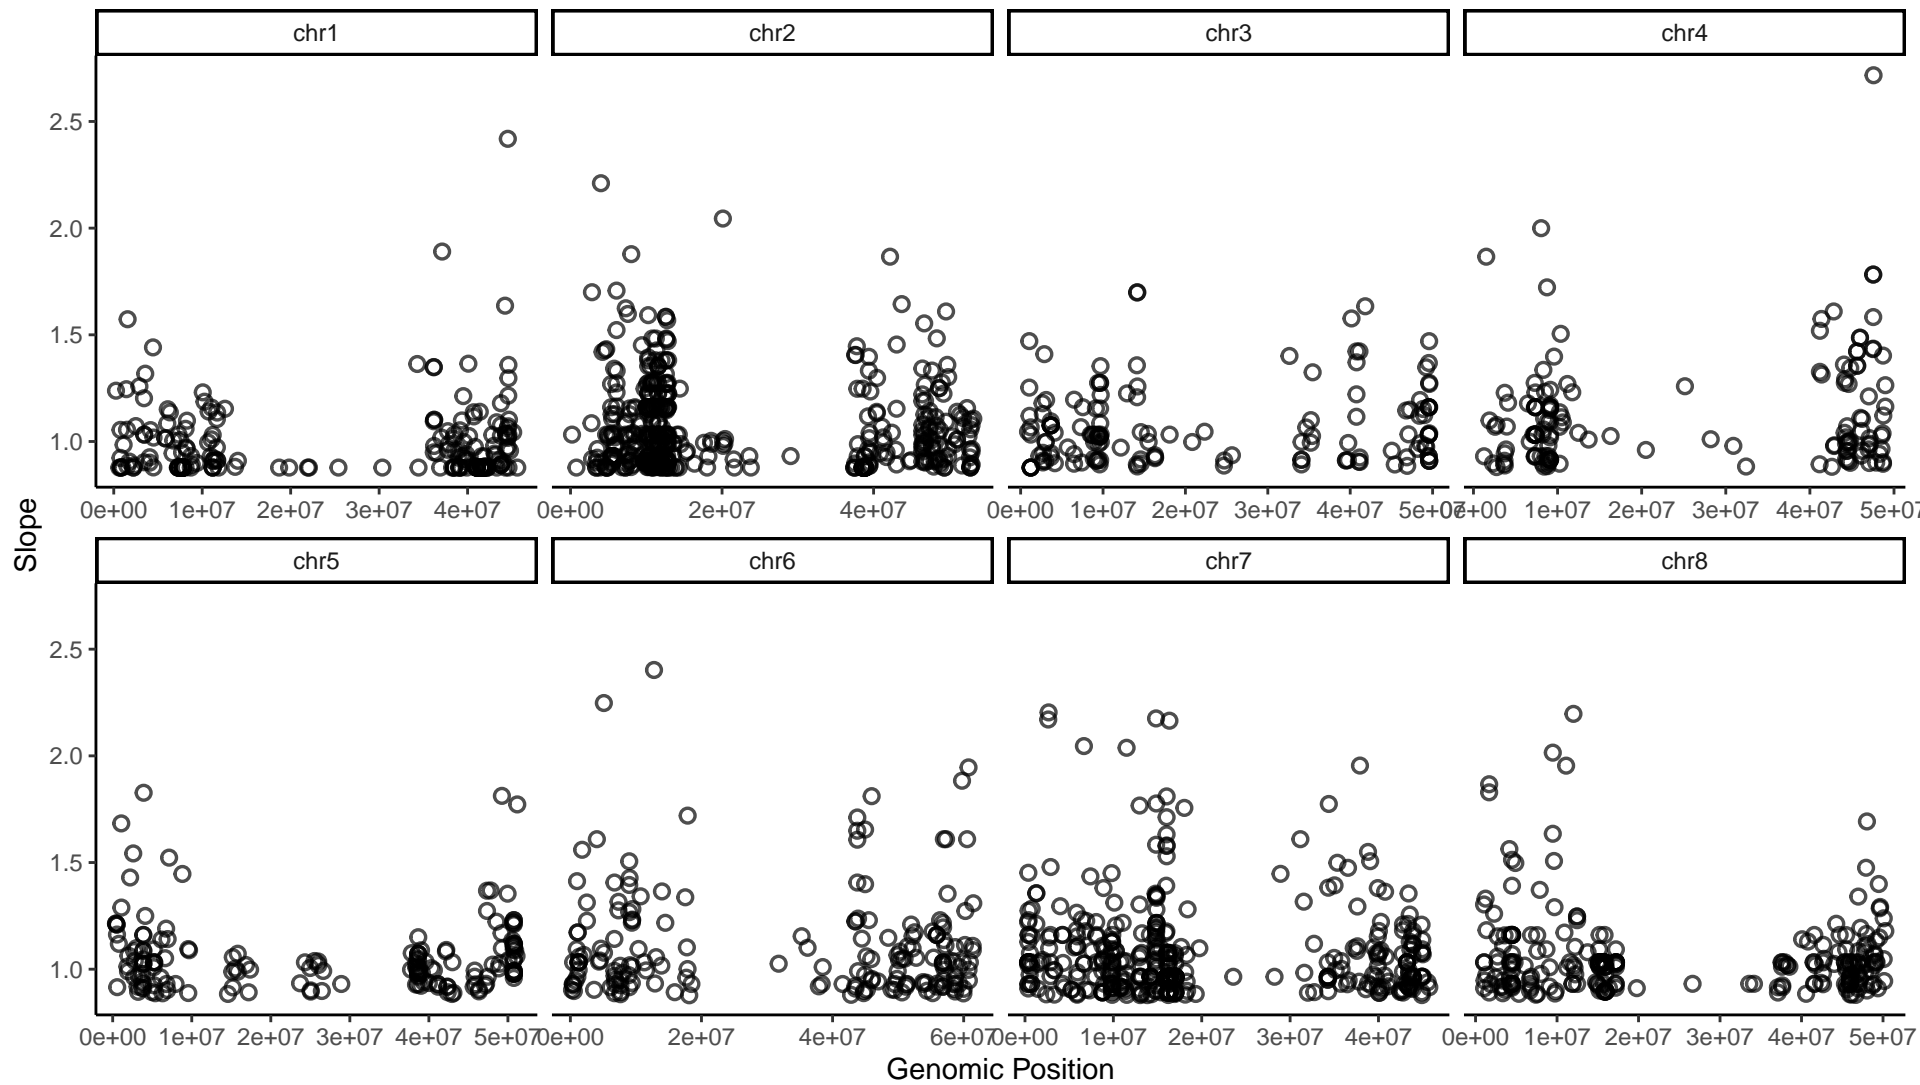 chr1 chr2 chr3 chr4
2.5
2.0
1.5
1.0
0e+00 1e+07 2e+07 3e+07 4e+07 0e+00 2e+07 4e+07 0e+00 1e+07 2e+07 3e+07 4e+07 5e+07 0e+00 1e+07 2e+07 3e+07 4e+07 5e+07
Slope
chr5 chr6 chr7 chr8
2.5
2.0
1.5
1.0
0e+00 1e+07 2e+07 3e+07 4e+07 5e+07 0e+00 2e+07 4e+07 6e+07 0e+00 1e+07 2e+07 3e+07 4e+07 0e+00 1e+07 2e+07 3e+07 4e+07 5e+07
Genomic Position